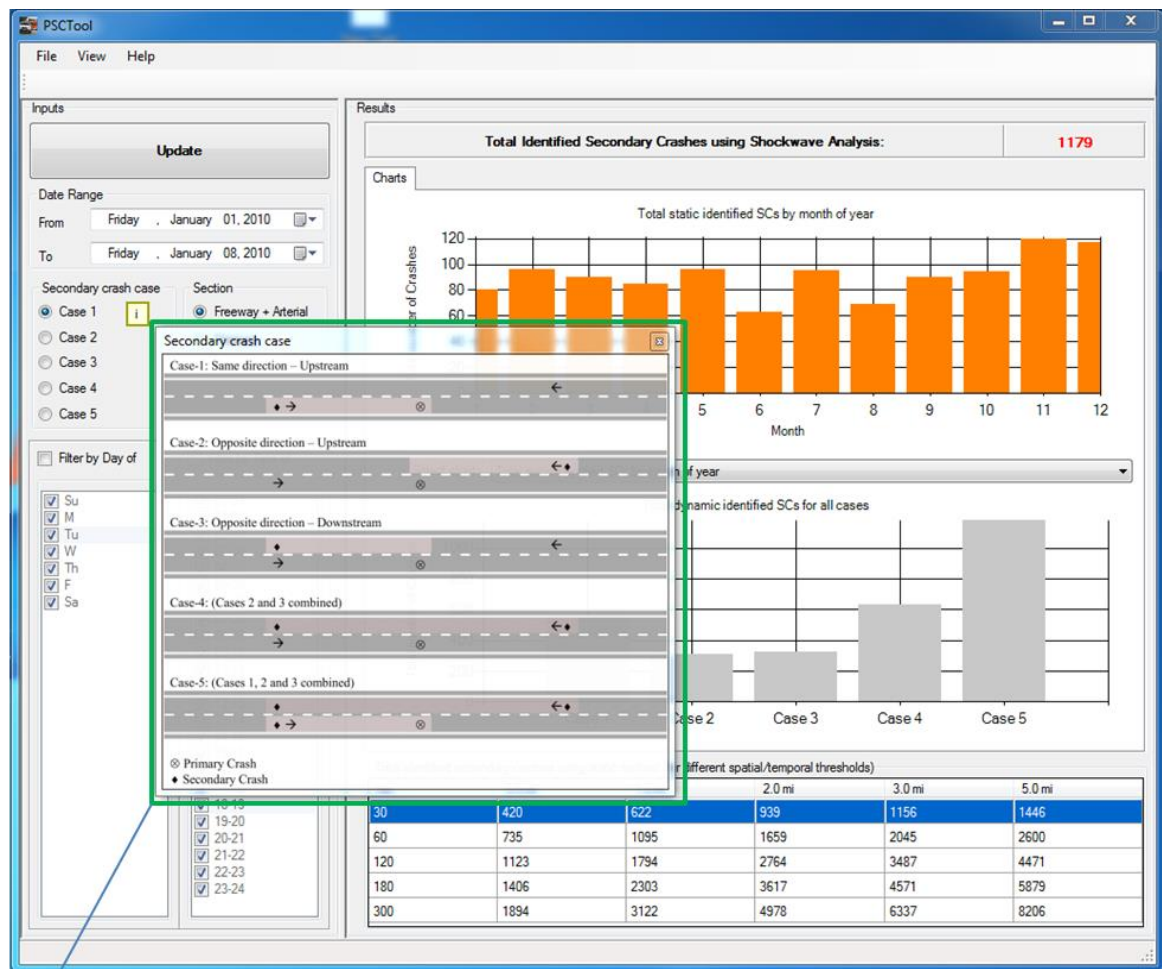 PSCTool
File View Help
Inputs
Update
Date Range
From Friday , January 01, 2010
To Friday , January 08, 2010
Secondary crash case
Case 1
i
Case 2
Case 3
Case 4
Case 5
Section
Freeway + Arterial
Filter by Day of
Su
M
Tu
W
Th
F
Sa
18-19
19-20
20-21
21-22
22-23
23-24
Secondary crash case
Case-1: Same direction – Upstream
Case-2: Opposite direction – Upstream
Case-3: Opposite direction – Downstream
Case-4: (Cases 2 and 3 combined)
Case-5: (Cases 1, 2 and 3 combined)
⊗ Primary Crash
♦ Secondary Crash
Results
Total Identified Secondary Crashes using Shockwave Analysis: 1179
Charts
Total static identified SCs by month of year
of Crashes
120
100
80
60
5 6 7 8 9 10 11 12
Month
of year
dynamic identified SCs for all cases
Case 2 Case 3 Case 4 Case 5
different spatial/temporal thresholds)
2.0 mi 3.0 mi 5.0 mi
30 420 622 939 1156 1446
60 735 1095 1659 2045 2600
120 1123 1794 2764 3487 4471
180 1406 2303 3617 4571 5879
300 1894 3122 4978 6337 8206